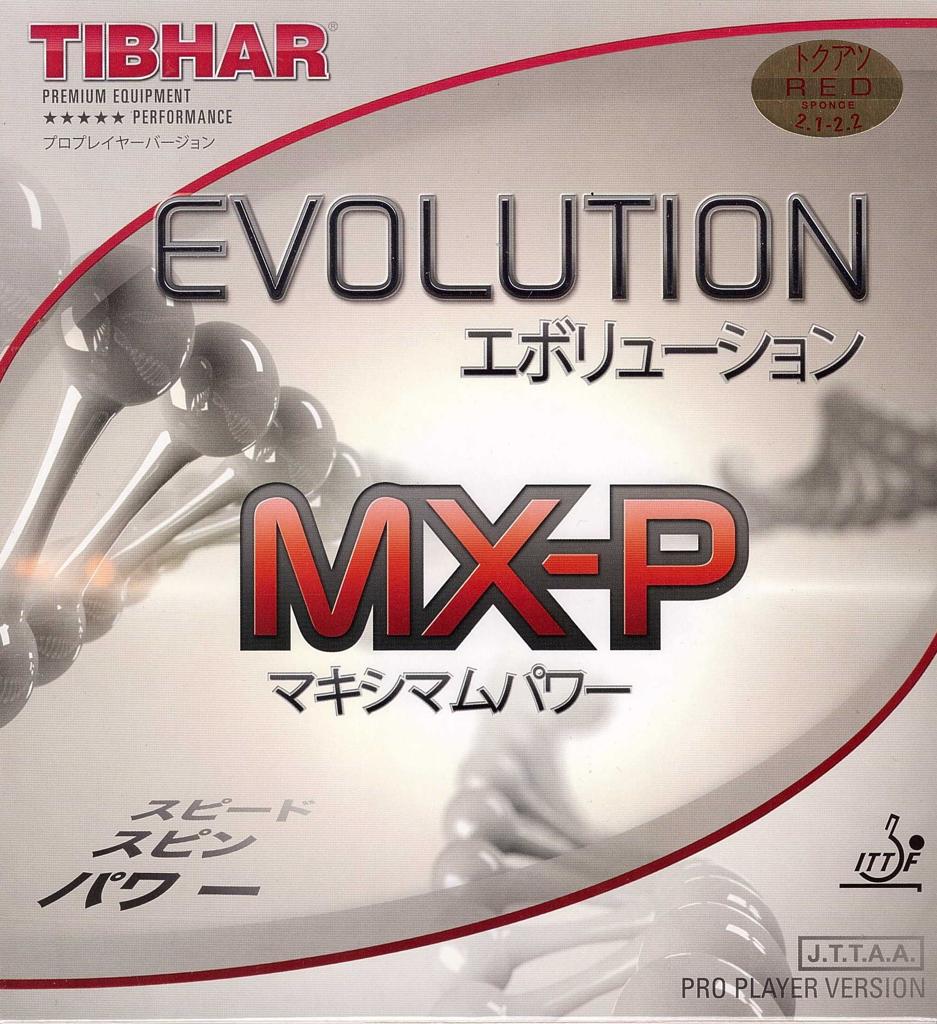 TIBHAR®
PREMIUM EQUIPMENT
★★★★★ PERFORMANCE
プロプレイヤーバージョン
トクアツ
RED
SPONGE
2.1-2.2
EVOLUTION
エボリューション
MX-P
マキシマムパワー
スピード
スピン
パワー
ITTF
J.T.T.A.A.
PRO PLAYER VERSION